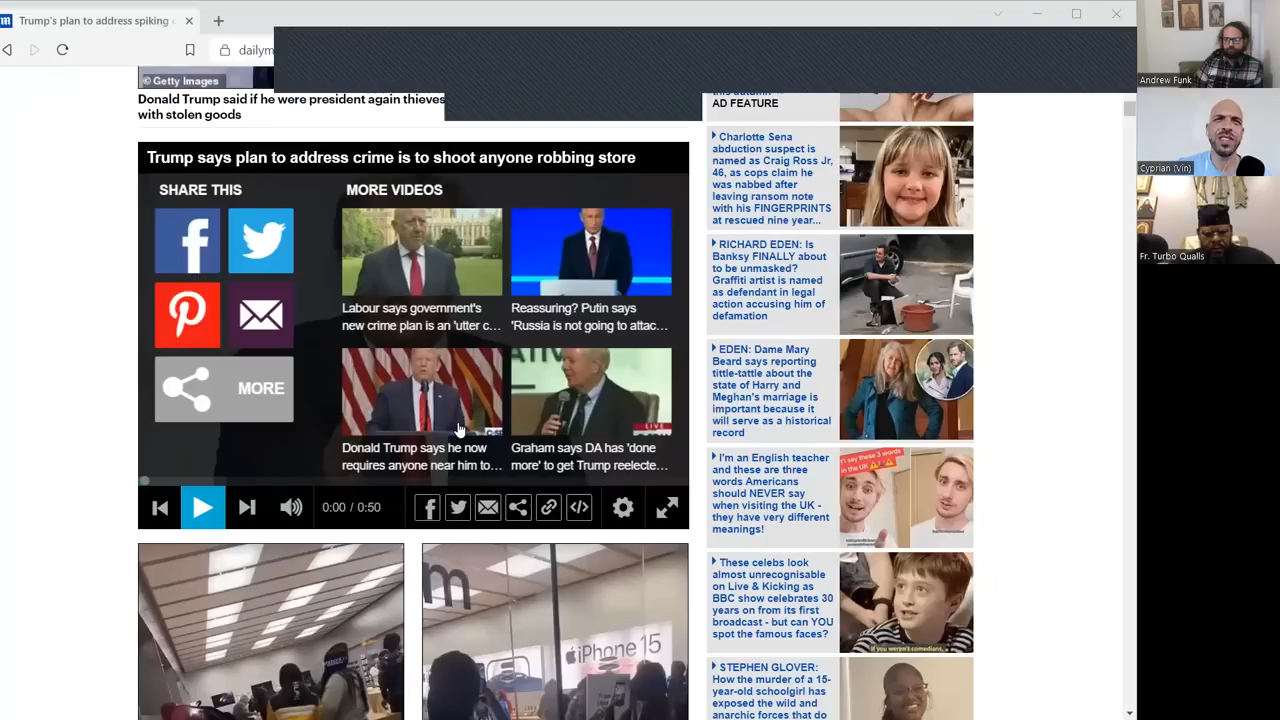 Trump's plan to address spiking
dailym
© Getty Images
Donald Trump said if he were president again thieves
with stolen goods
Trump says plan to address crime is to shoot anyone robbing store
SHARE THIS
MORE VIDEOS
Labour says government's
new crime plan is an 'utter c...
Reassuring? Putin says
'Russia is not going to attac...
MORE
LIVE
Donald Trump says he now
requires anyone near him to...
Graham says DA has 'done
more' to get Trump reelecte...
0:00 / 0:50
iPhone 15
AD FEATURE
Charlotte Sena
abduction suspect is
named as Craig Ross Jr,
46, as cops claim he
was nabbed after
leaving ransom note
with his FINGERPRINTS
at rescued nine year...
RICHARD EDEN: Is
Banksy FINALLY about
to be unmasked?
Graffiti artist is named
as defendant in legal
action accusing him of
defamation
EDEN: Dame Mary
Beard says reporting
tittle-tattle about the
state of Harry and
Meghan's marriage is
important because it
will serve as a historical
record
I'm an English teacher
and these are three
words Americans
should NEVER say
when visiting the UK -
they have very different
meanings!
These celebs look
almost unrecognisable
on Live & Kicking as
BBC show celebrates 30
years on from its first
broadcast - but can YOU
spot the famous faces?
If you weren't comedians,
STEPHEN GLOVER:
How the murder of a 15-
year-old schoolgirl has
exposed the wild and
anarchic forces that do
Andrew Funk
Cyprian (Vin)
Fr. Turbo Qualls